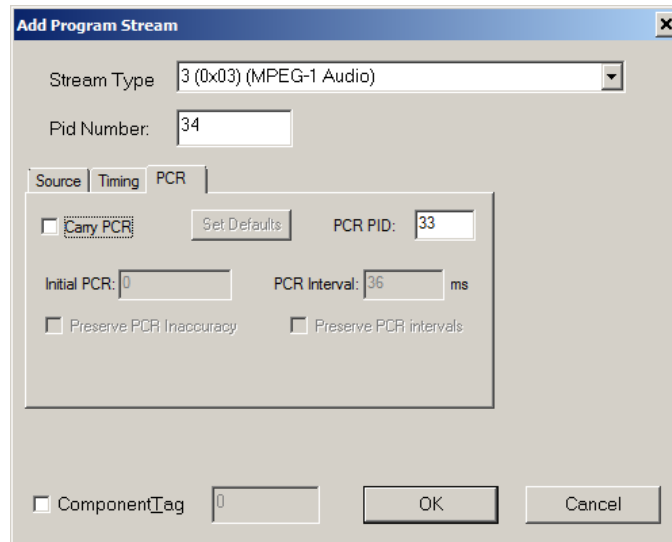 Add Program Stream
Stream Type 3 (0x03) (MPEG-1 Audio)
Pid Number: 34
Source Timing PCR
Carry PCR Set Defaults PCR PID: 33
Initial PCR: 0 PCR Interval: 36 ms
Preserve PCR Inaccuracy Preserve PCR intervals
ComponentTag 0 OK Cancel